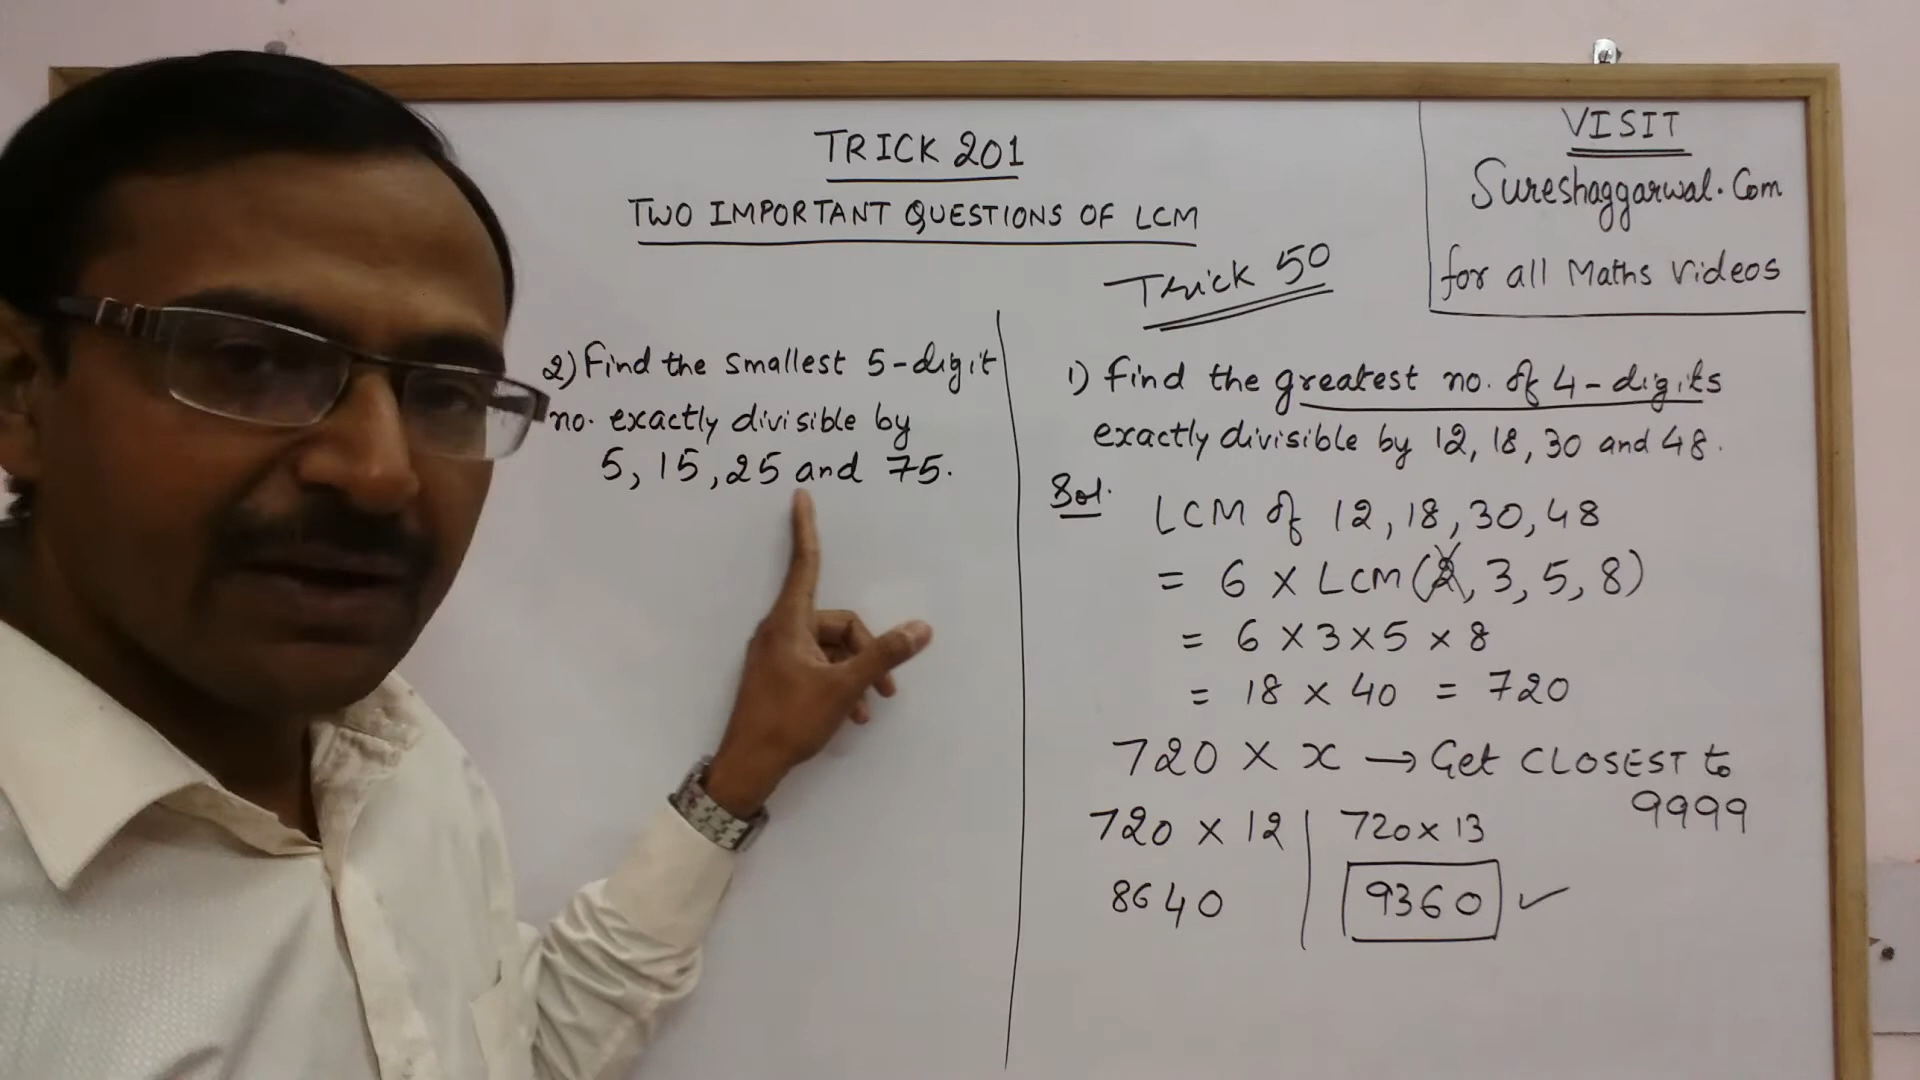 TRICK 201
TWO IMPORTANT QUESTIONS OF LCM
VISIT
Sureshaggarwal.Com
for all Maths Videos
Trick 50
2) Find the smallest 5-digit
no. exactly divisible by
5, 15, 25 and 75.
1) Find the greatest no. of 4-digits
exactly divisible by 12, 18, 30 and 48.
Sol.
LCM of 12, 18, 30, 48
= 6 × LCM (2, 3, 5, 8)
= 6 × 3 × 5 × 8
= 18 × 40 = 720
720 × x → Get CLOSEST to
9999
720 × 12 | 720 × 13
8640 | 9360 ✓